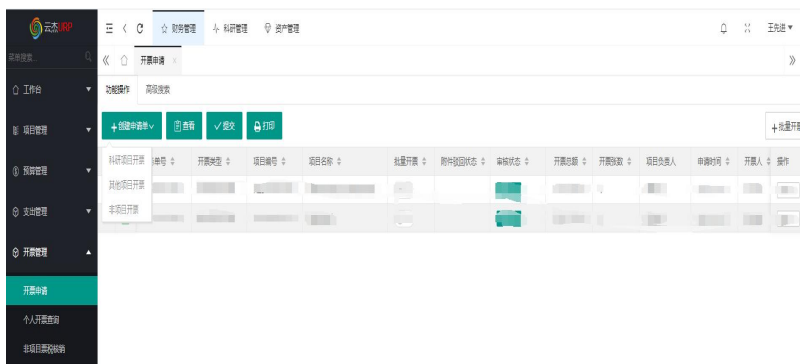 云杰URP
财务管理 科研管理 资产管理 王先进
菜单搜索...
开票申请
工作台
功能操作 高级搜索
项目管理
+创建申请单 查看 提交 打印 +批量开票
科研项目开票 单号 开票类型 项目编号 项目名称 批量开票 附件驳回状态 审核状态 开票总额 开票张数 项目负责人 申请时间 开票人 操作
预算管理
其他项目开票
支出管理
非项目开票
开票管理
开票申请
个人开票查询
非项目票税核销